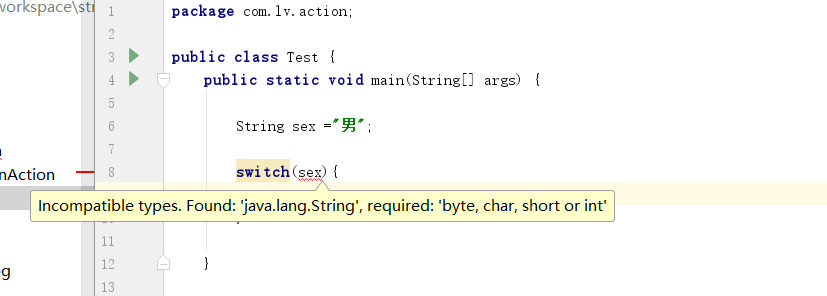 workspace\str
1 package com.lv.action;
2
3 public class Test {
4 public static void main(String[] args) {
5
6 String sex ="男";
7
nAction
8 switch(sex){
Incompatible types. Found: 'java.lang.String', required: 'byte, char, short or int'
11
12 }
13